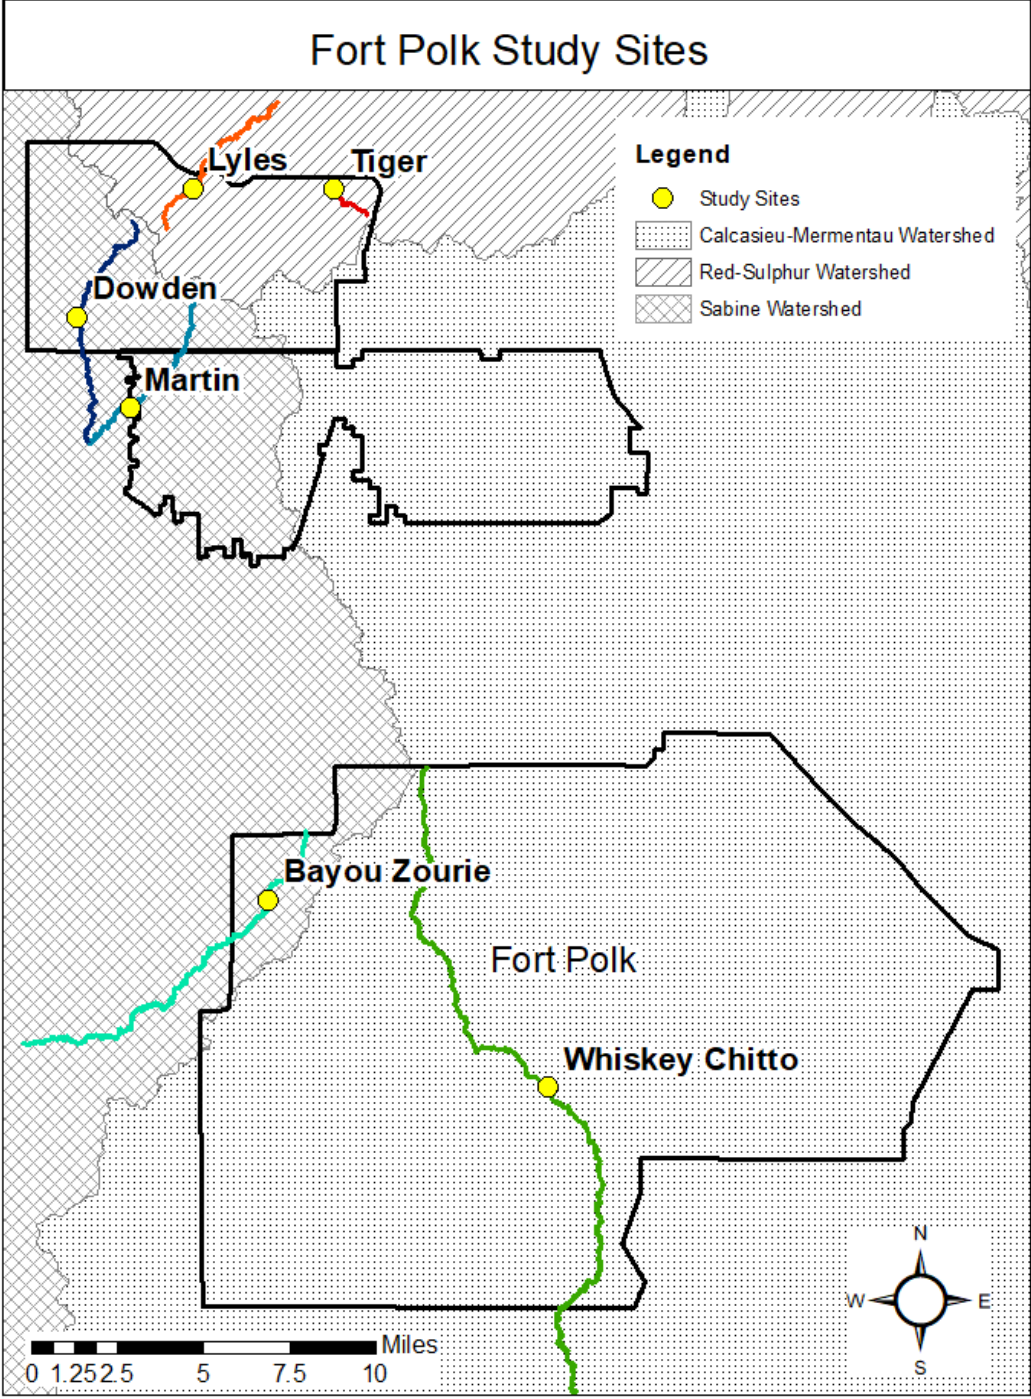 Fort Polk Study Sites
Lyles
Tiger
Legend
Study Sites
Calcasieu-Mermentau Watershed
Red-Sulphur Watershed
Sabine Watershed
Dowden
Martin
Bayou Zourie
Fort Polk
Whiskey Chitto
N
W
E
S
Miles
0 1.25 2.5 5 7.5 10